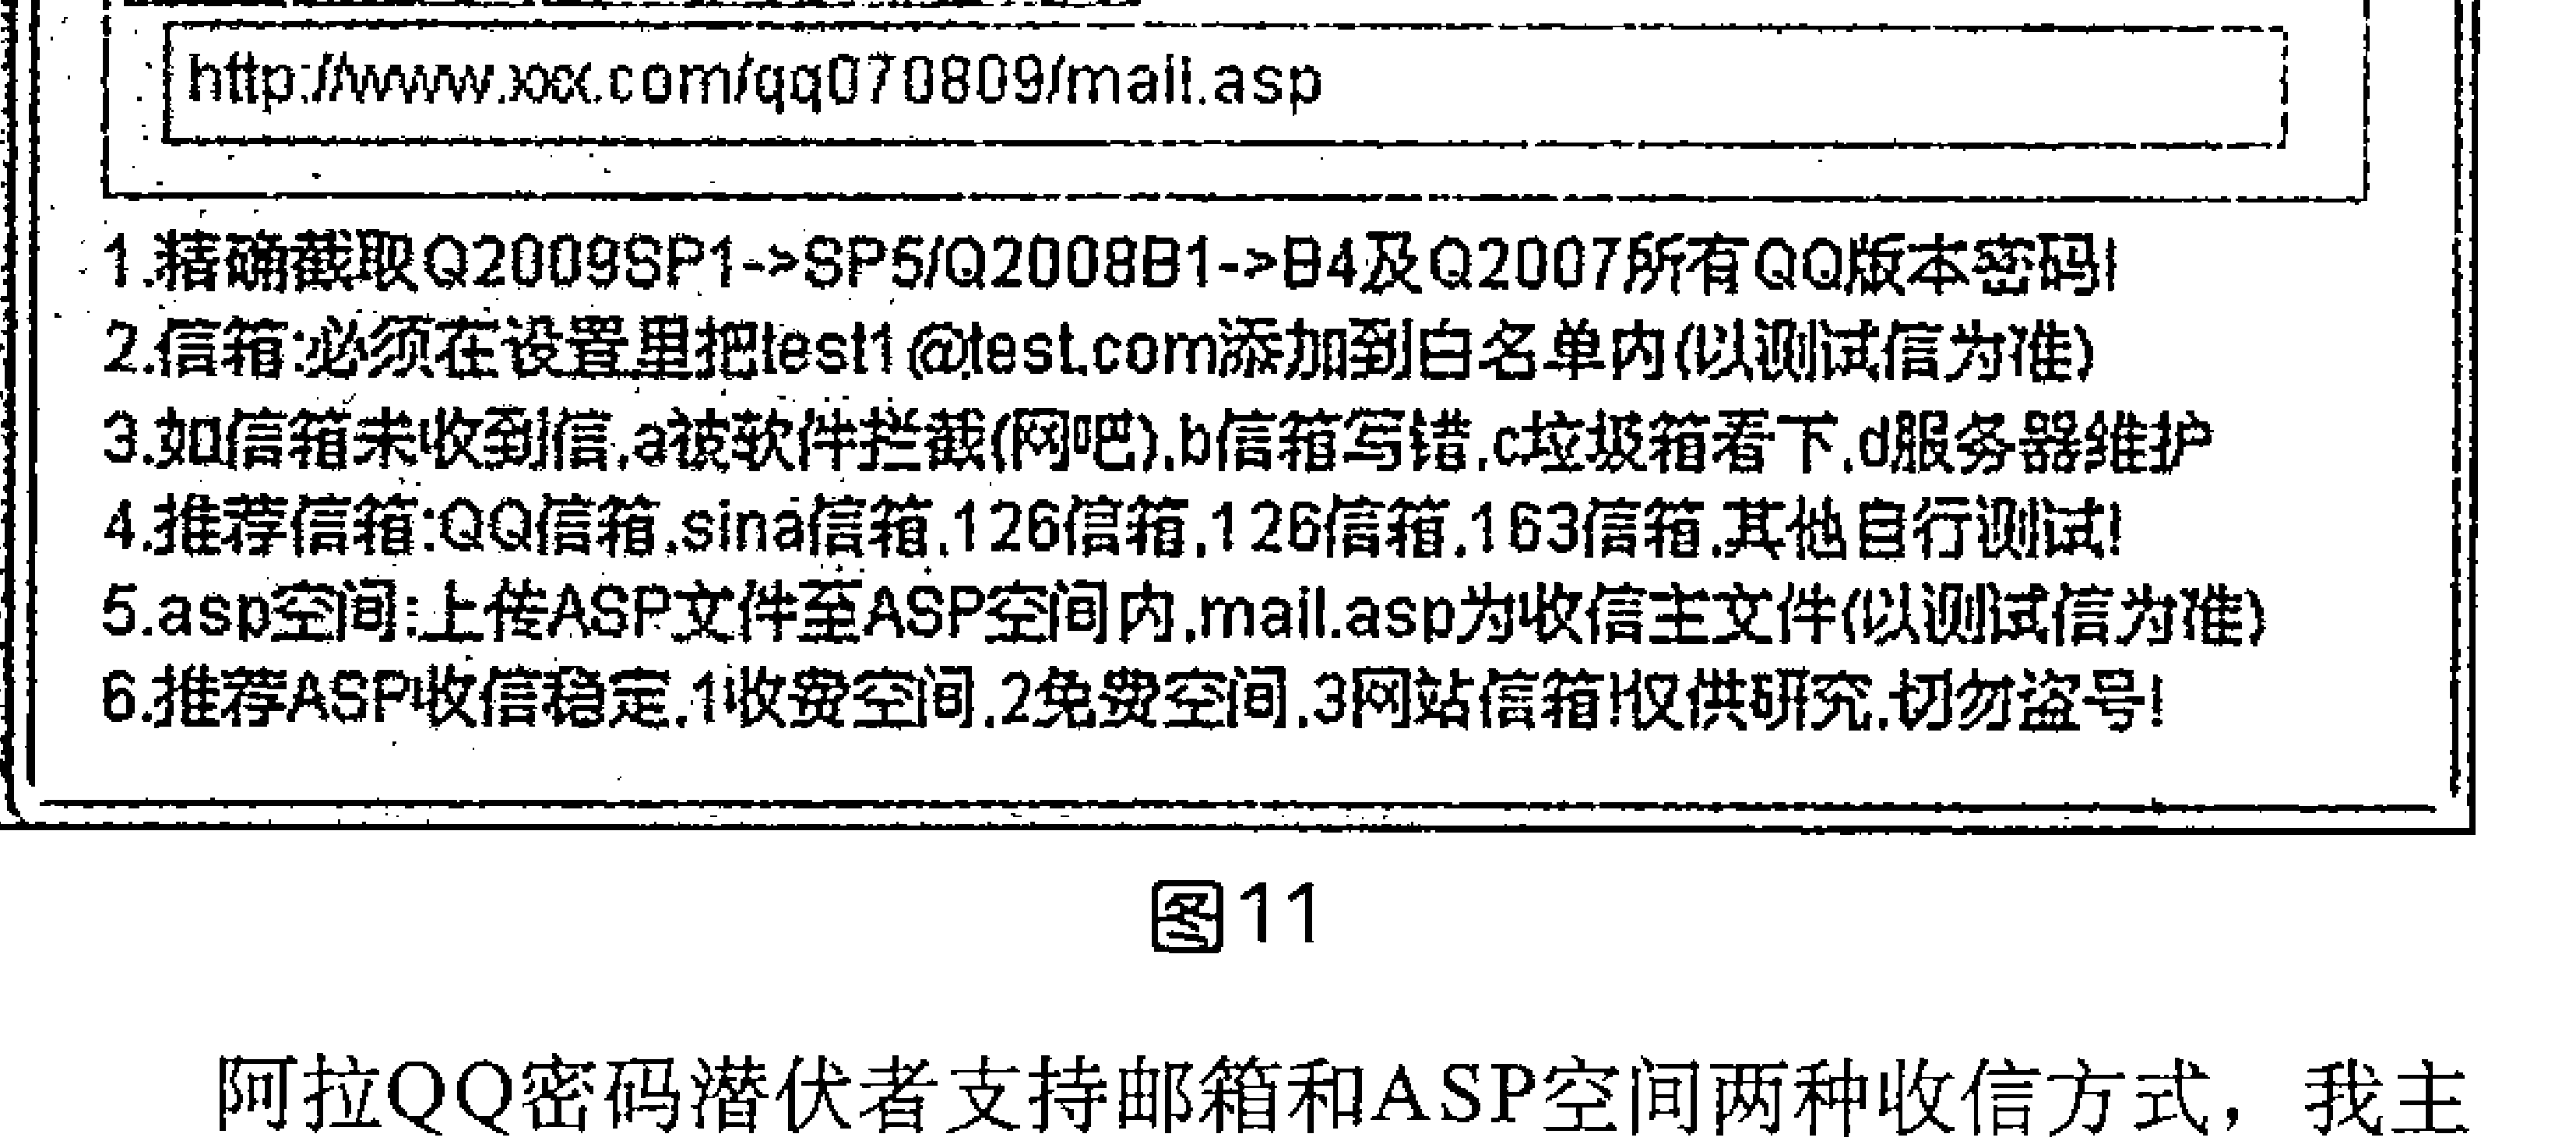 http://www.xxx.com/qq070809/mail.asp
1.精确截取Q2009SP1->SP5/Q2008B1->B4及Q2007所有QQ版本密码!
2.信箱:必须在设置里把test1@test.com添加到白名单内(以测试信为准)
3.如信箱未收到信,a被软件拦截(网吧),b信箱写错,c垃圾箱看下,d服务器维护
4.推荐信箱:QQ信箱,sina信箱,126信箱,126信箱,163信箱,其他自行测试!
5.asp空间:上传ASP文件至ASP空间内,mail.asp为收信主文件(以测试信为准)
6.推荐ASP收信稳定,1收费空间,2免费空间,3网站信箱!仅供研究,切勿盗号!
图11
阿拉QQ密码潜伏者支持邮箱和ASP空间两种收信方式，我主